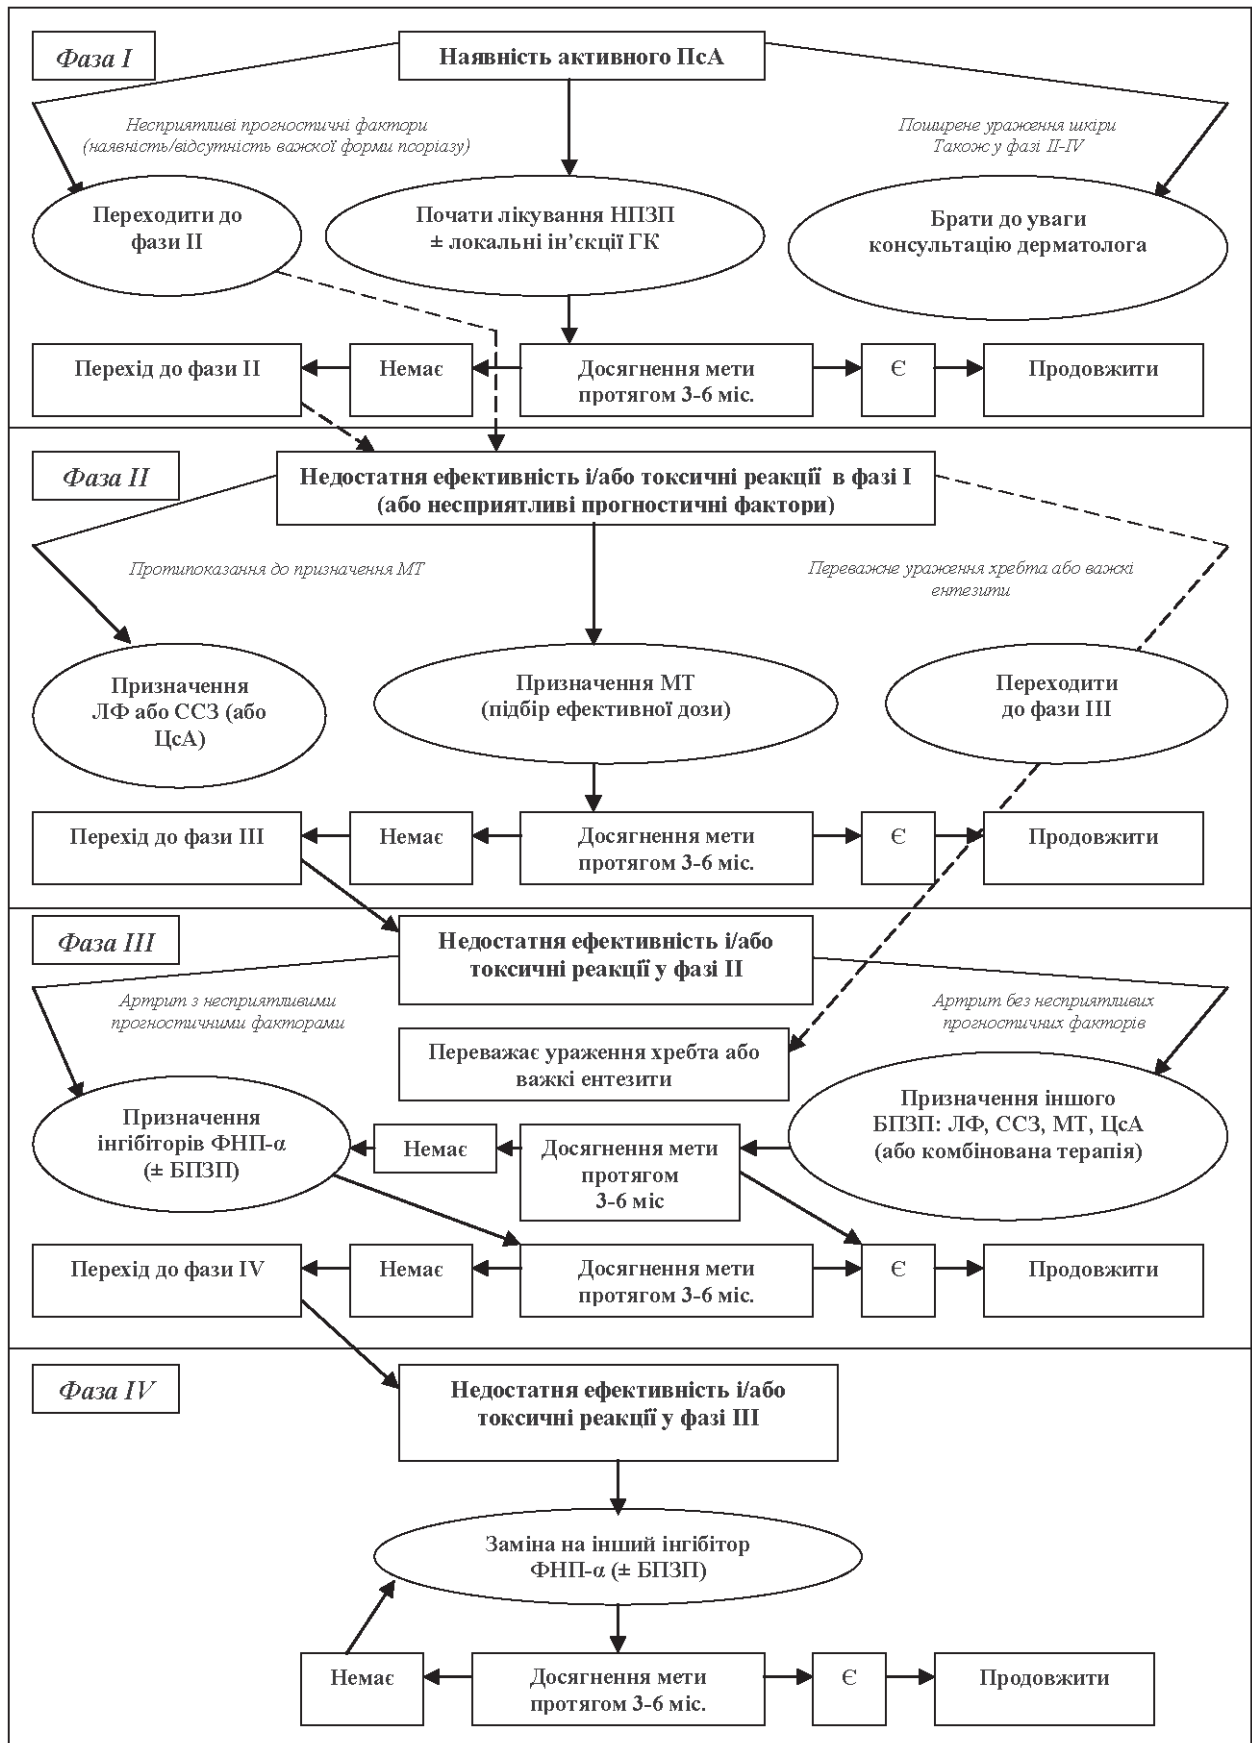 Фаза I
Наявність активного ПсА
Несприятливі прогностичні фактори
(наявність/відсутність важкої форми псоріазу)
Поширене ураження шкіри
Також у фазі II-IV
Переходити до
фази II
Почати лікування НПЗП
± локальні ін’єкції ГК
Брати до уваги
консультацію дерматолога
Перехід до фази II
Немає
Досягнення мети
протягом 3-6 міс.
Є
Продовжити
Фаза II
Недостатня ефективність і/або токсичні реакції в фазі I
(або несприятливі прогностичні фактори)
Протипоказання до призначення МТ
Переважне ураження хребта або важкі
ентезити
Призначення
ЛФ або ССЗ (або
ЦсА)
Призначення МТ
(підбір ефективної дози)
Переходити
до фази III
Перехід до фази III
Немає
Досягнення мети
протягом 3-6 міс.
Є
Продовжити
Фаза III
Недостатня ефективність і/або
токсичні реакції у фазі II
Артрит з несприятливими
прогностичними факторами
Артрит без несприятливих
прогностичних факторів
Переважає ураження хребта або
важкі ентезити
Призначення
інгібіторів ФНП-α
(± БПЗП)
Немає
Досягнення мети
протягом
3-6 міс
Призначення іншого
БПЗП: ЛФ, ССЗ, МТ, ЦсА
(або комбінована терапія)
Перехід до фази IV
Немає
Досягнення мети
протягом 3-6 міс.
Є
Продовжити
Фаза IV
Недостатня ефективність і/або
токсичні реакції у фазі III
Заміна на інший інгібітор
ФНП-α (± БПЗП)
Немає
Досягнення мети
протягом 3-6 міс.
Є
Продовжити